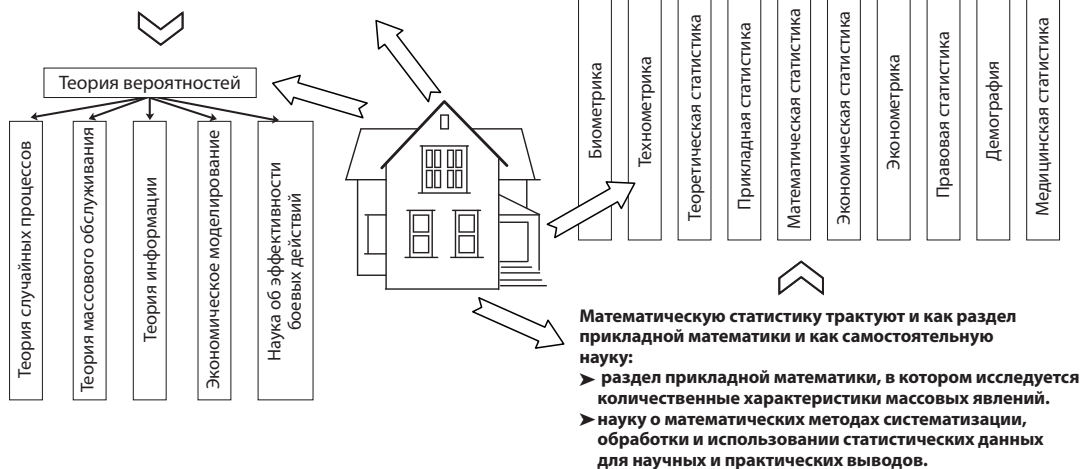 Теория вероятностей
Теория случайных процессов
Теория массового обслуживания
Теория информации
Экономическое моделирование
Наука об эффективности
боевых действий
Биометрика
Технометрика
Теоретическая статистика
Прикладная статистика
Математическая статистика
Экономическая статистика
Эконометрика
Правовая статистика
Демография
Медицинская статистика
Математическую статистику трактуют и как раздел
прикладной математики и как самостоятельную
науку:
➤ раздел прикладной математики, в котором исследуется
количественные характеристики массовых явлений.
➤ науку о математических методах систематизации,
обработки и использовании статистических данных
для научных и практических выводов.